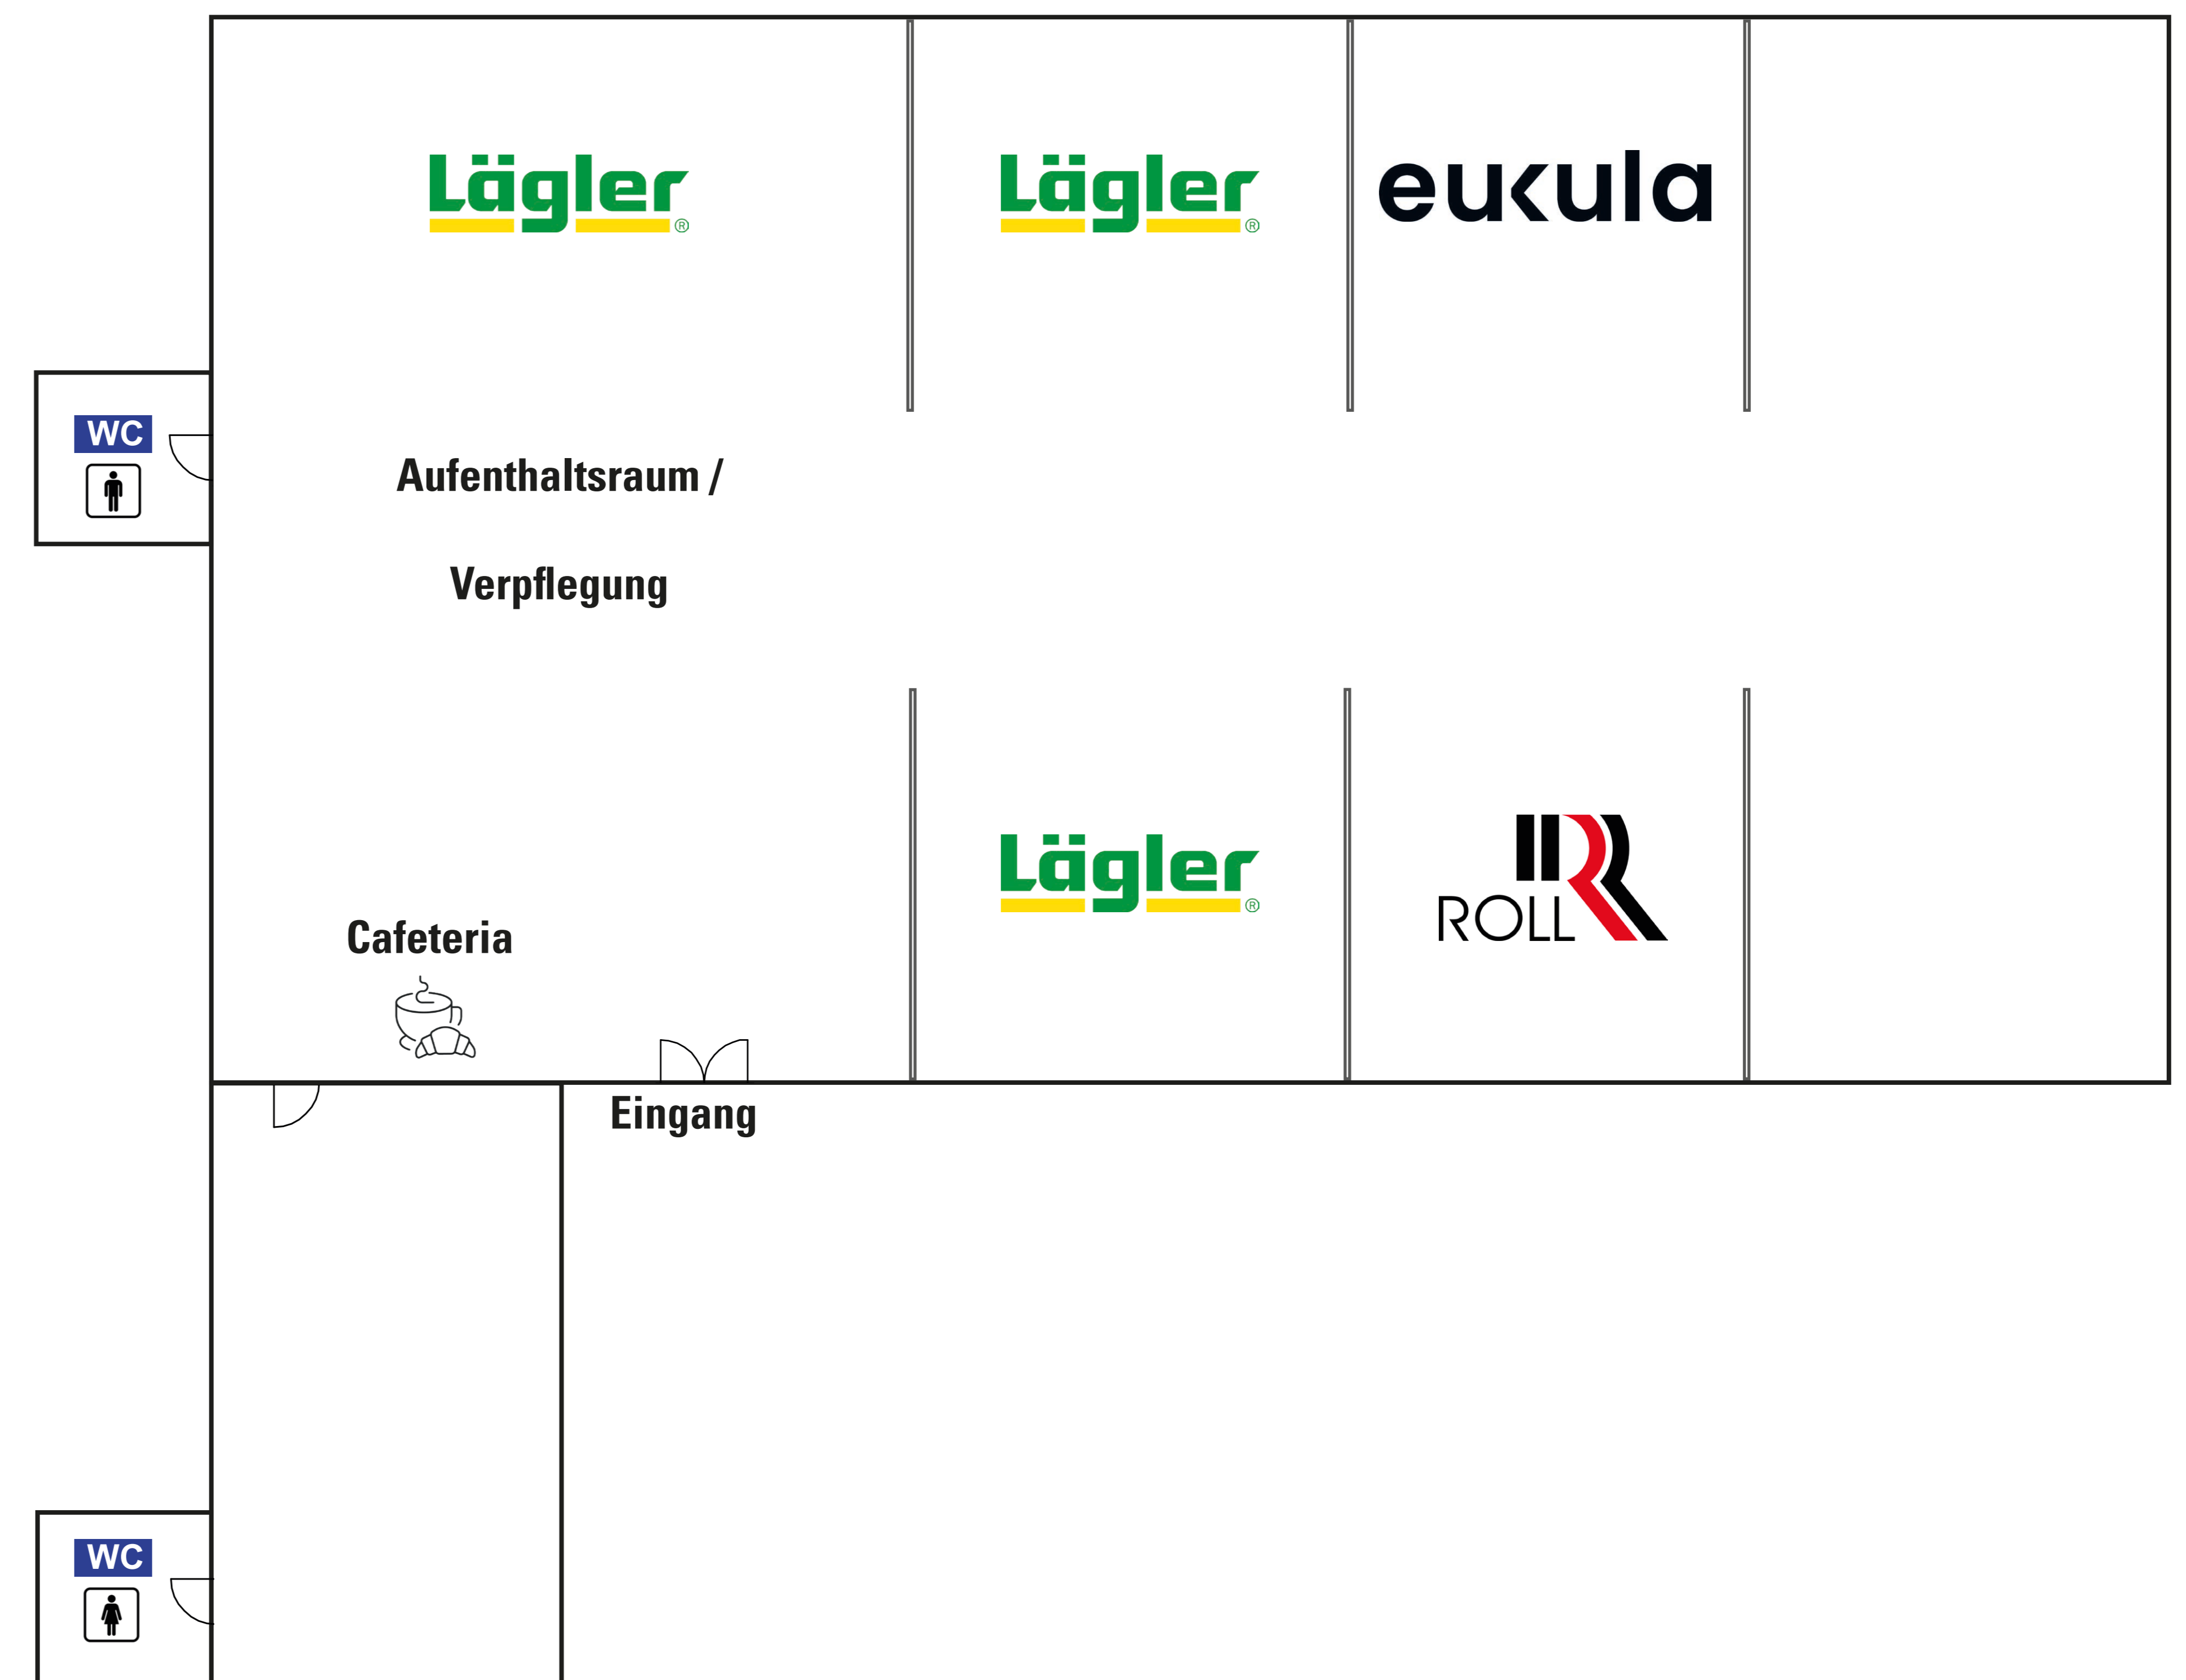 Lägler® Lägler® eukula
WC
Aufenthaltsraum /
Verpflegung
Lägler® ROLL
Cafeteria
Eingang
WC